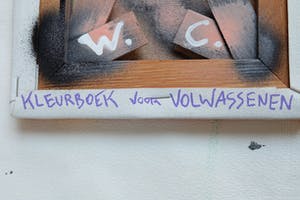 W. C.
KLEURBOEK voor VOLWASSENEN